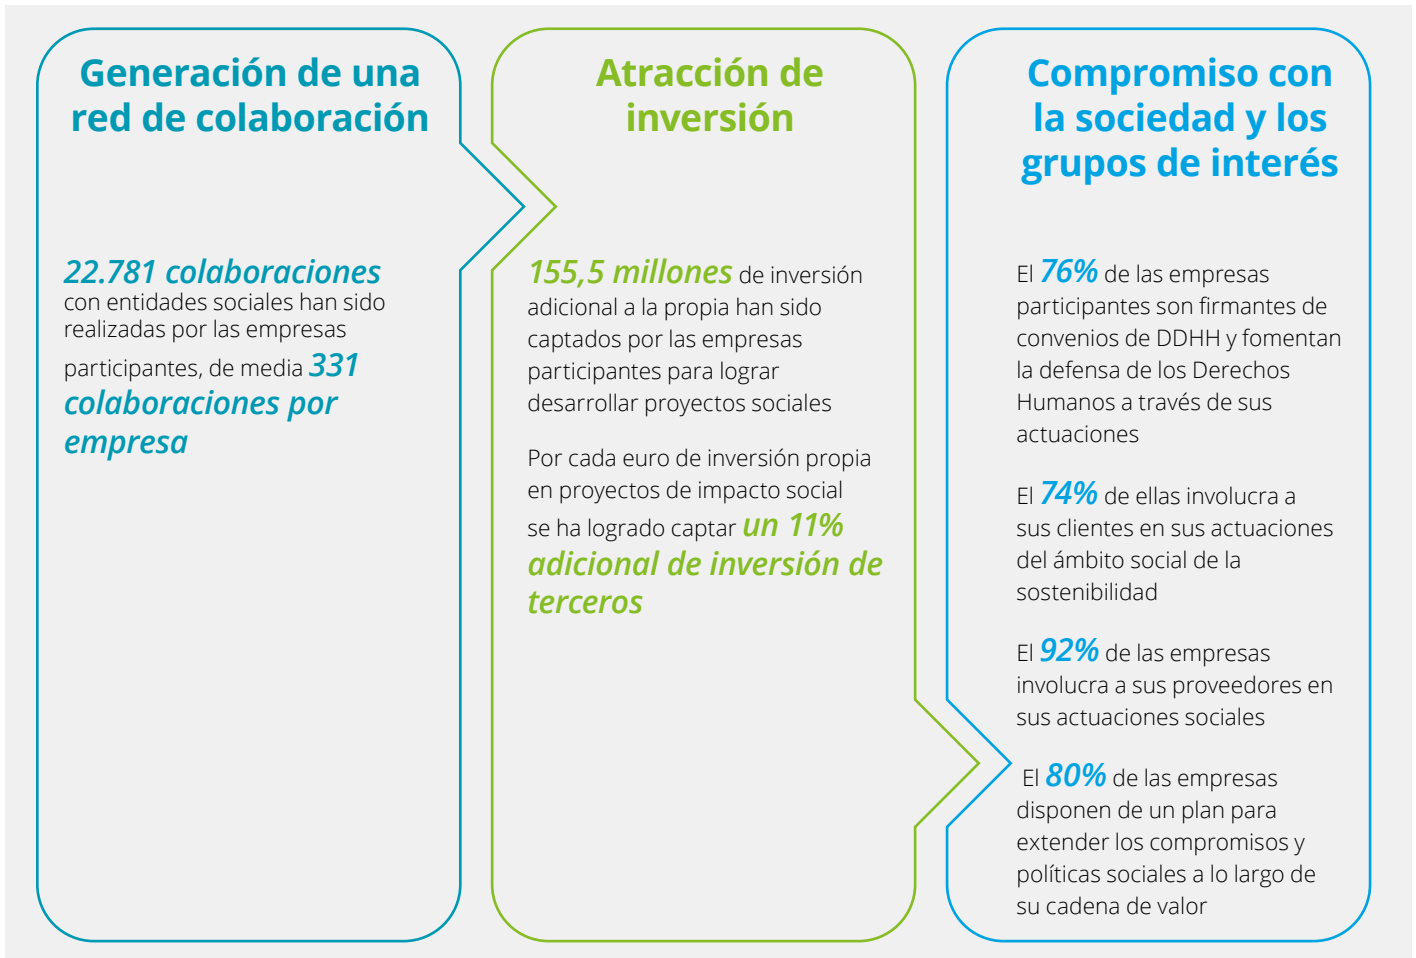 Generación de una
red de colaboración
22.781 colaboraciones
con entidades sociales han sido
realizadas por las empresas
participantes, de media 331
colaboraciones por
empresa
Atracción de
inversión
155,5 millones de inversión
adicional a la propia han sido
captados por las empresas
participantes para lograr
desarrollar proyectos sociales
Por cada euro de inversión propia
en proyectos de impacto social
se ha logrado captar un 11%
adicional de inversión de
terceros
Compromiso con
la sociedad y los
grupos de interés
El 76% de las empresas
participantes son firmantes de
convenios de DDHH y fomentan
la defensa de los Derechos
Humanos a través de sus
actuaciones
El 74% de ellas involucra a
sus clientes en sus actuaciones
del ámbito social de la
sostenibilidad
El 92% de las empresas
involucra a sus proveedores en
sus actuaciones sociales
El 80% de las empresas
disponen de un plan para
extender los compromisos y
políticas sociales a lo largo de
su cadena de valor